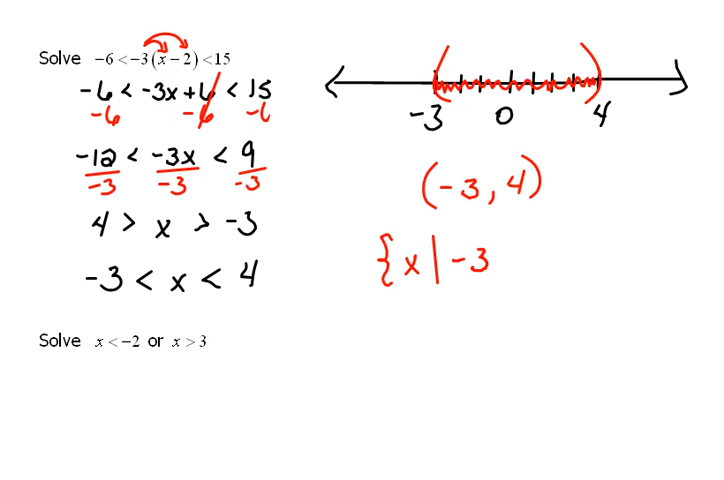 Solve −6 < −3(x − 2) < 15
-6 < -3x + 6 < 15
-6 -6 -6
-12 < -3x < 9
-3 -3 -3
4 > x > -3
-3 < x < 4
-3 0 4
(-3, 4)
{x | -3
Solve x < −2 or x > 3